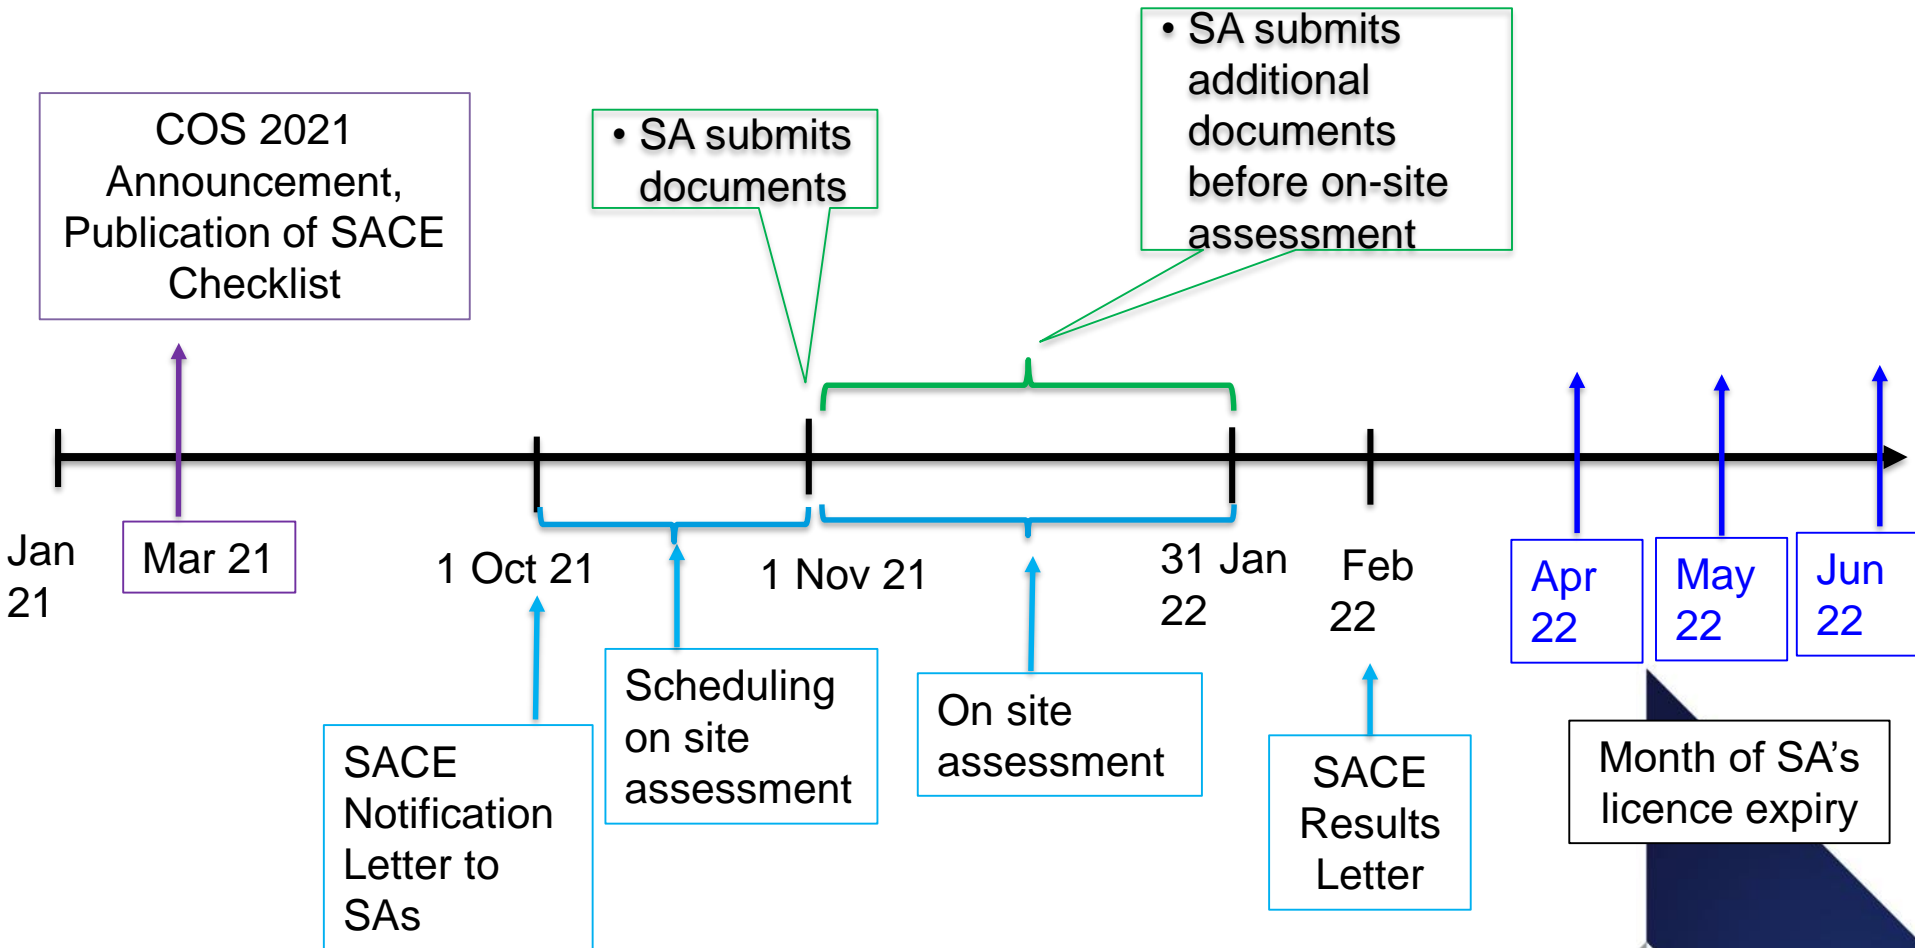 COS 2021
Announcement,
Publication of SACE
Checklist
• SA submits
documents
• SA submits
additional
documents
before on-site
assessment
Jan
21
Mar 21
1 Oct 21
1 Nov 21
31 Jan
22
Feb
22
Apr
22
May
22
Jun
22
SACE
Notification
Letter to
SAs
Scheduling
on site
assessment
On site
assessment
SACE
Results
Letter
Month of SA’s
licence expiry